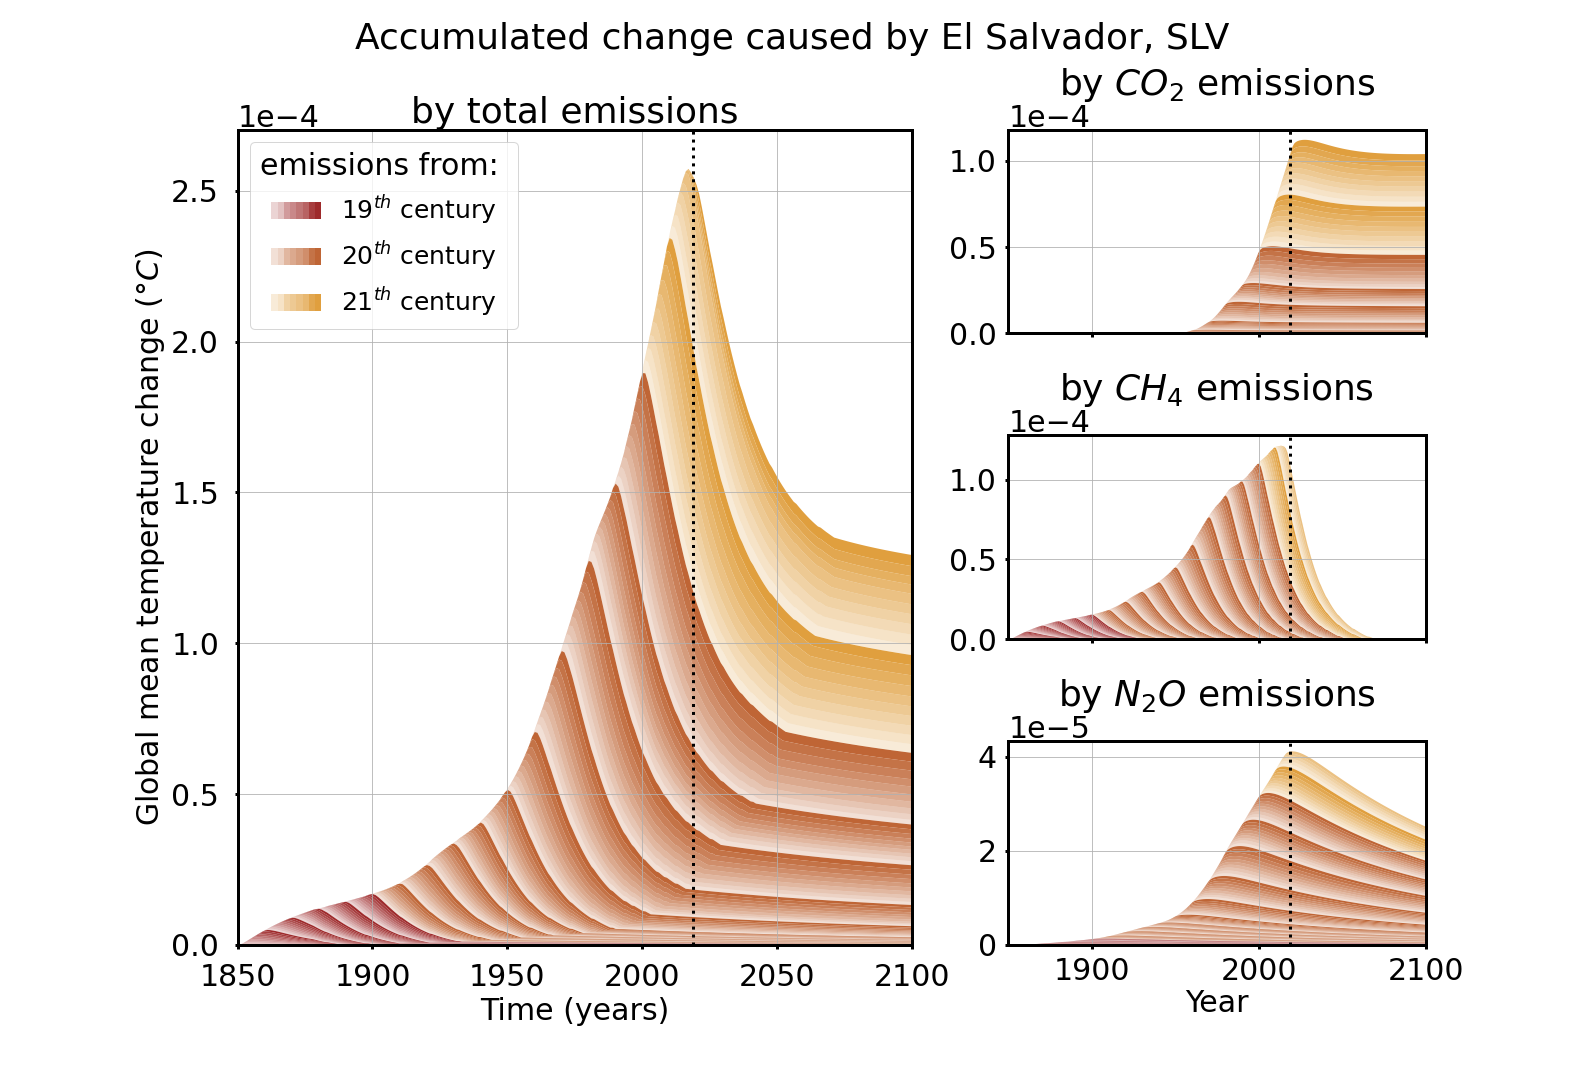 Accumulated change caused by El Salvador, SLV
by total emissions
1e−4
2.5
2.0
1.5
1.0
0.5
0.0
Global mean temperature change (°C)
emissions from:
19th century
20th century
21th century
1850 1900 1950 2000 2050 2100
Time (years)
by CO2 emissions
1e−4
1.0
0.5
0.0
by CH4 emissions
1e−4
1.0
0.5
0.0
by N2O emissions
1e−5
4
2
0
1900 2000 2100
Year